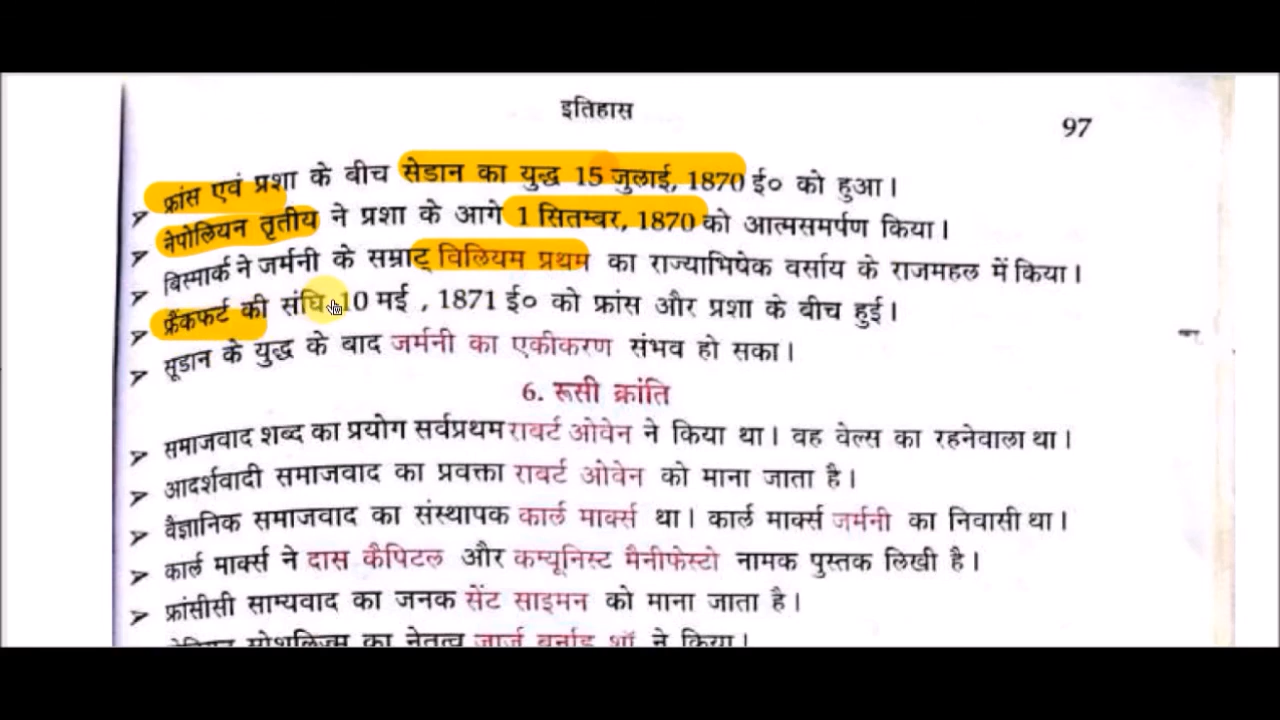 इतिहास
97
➢ फ्रांस एवं प्रशा के बीच सेडान का युद्ध 15 जुलाई, 1870 ई० को हुआ।
➢ नेपोलियन तृतीय ने प्रशा के आगे 1 सितम्बर, 1870 को आत्मसमर्पण किया।
➢ बिस्मार्क ने जर्मनी के सम्राट् विलियम प्रथम का राज्याभिषेक वर्साय के राजमहल में किया।
➢ फ्रैंकफर्ट की संधि 10 मई , 1871 ई० को फ्रांस और प्रशा के बीच हुई।
➢ सूडान के युद्ध के बाद जर्मनी का एकीकरण संभव हो सका।
6. रूसी क्रांति
➢ समाजवाद शब्द का प्रयोग सर्वप्रथम राबर्ट ओवेन ने किया था। वह वेल्स का रहनेवाला था।
➢ आदर्शवादी समाजवाद का प्रवक्ता राबर्ट ओवेन को माना जाता है।
➢ वैज्ञानिक समाजवाद का संस्थापक कार्ल मार्क्स था। कार्ल मार्क्स जर्मनी का निवासी था।
➢ कार्ल मार्क्स ने दास कैपिटल और कम्यूनिस्ट मैनीफेस्टो नामक पुस्तक लिखी है।
➢ फ्रांसीसी साम्यवाद का जनक सेंट साइमन को माना जाता है।
सोशलिज्म का नेतृत्व जार्ज बर्नाड शॉ ने किया।